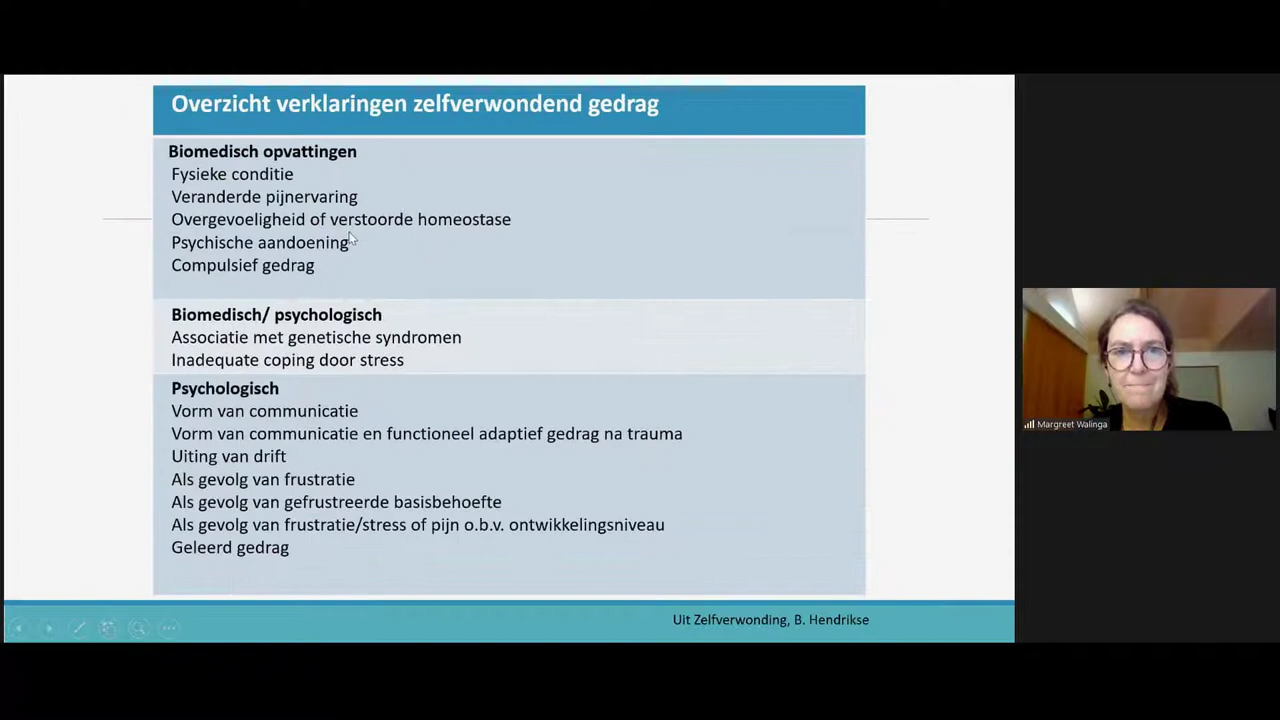 Overzicht verklaringen zelfverwondend gedrag
Biomedisch opvattingen
Fysieke conditie
Veranderde pijnervaring
Overgevoeligheid of verstoorde homeostase
Psychische aandoening
Compulsief gedrag
Biomedisch/ psychologisch
Associatie met genetische syndromen
Inadequate coping door stress
Psychologisch
Vorm van communicatie
Vorm van communicatie en functioneel adaptief gedrag na trauma
Uiting van drift
Als gevolg van frustratie
Als gevolg van gefrustreerde basisbehoefte
Als gevolg van frustratie/stress of pijn o.b.v. ontwikkelingsniveau
Geleerd gedrag
Uit Zelfverwonding, B. Hendrikse
Margreet Walinga